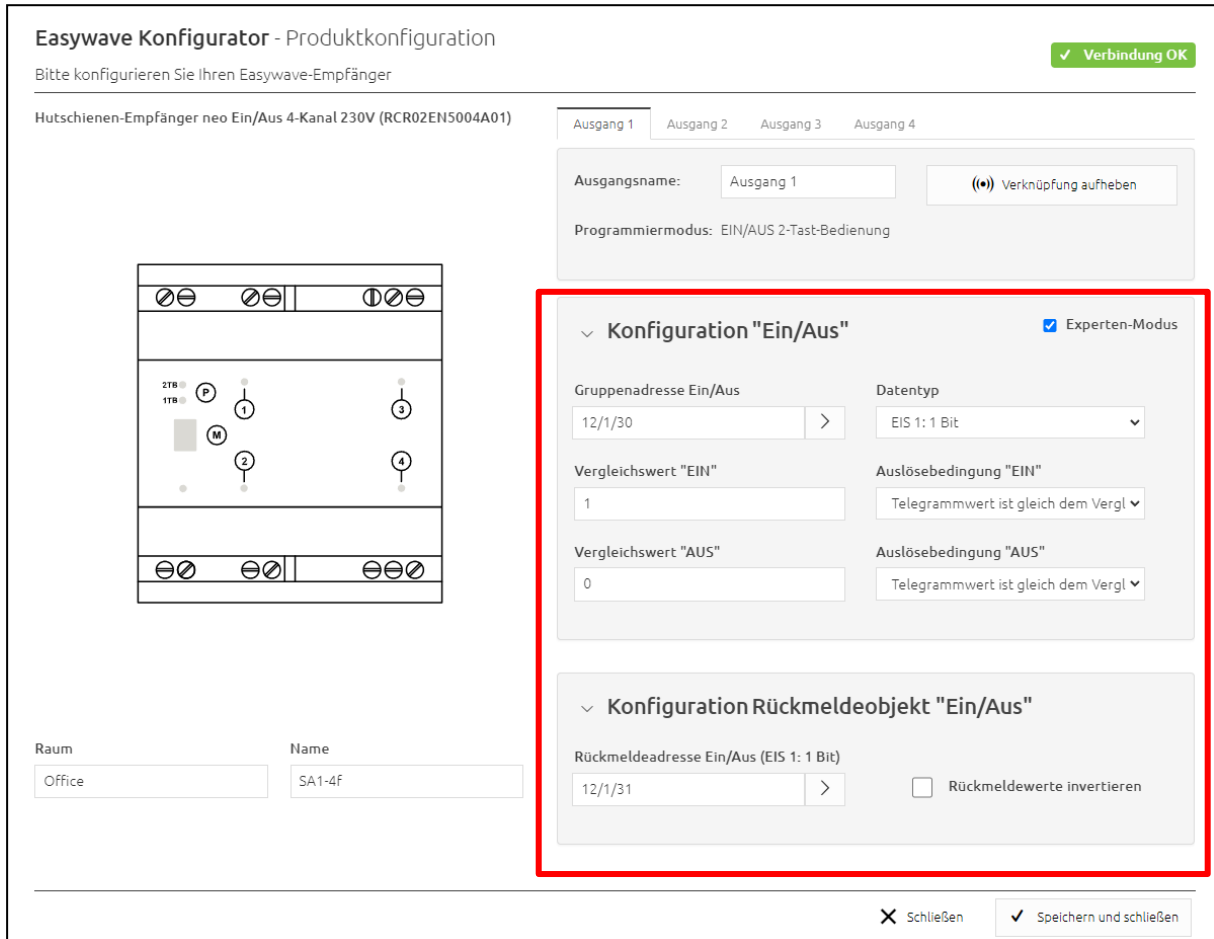 Easywave Konfigurator - Produktkonfiguration
Bitte konfigurieren Sie Ihren Easywave-Empfänger
✓ Verbindung OK
Hutschienen-Empfänger neo Ein/Aus 4-Kanal 230V (RCR02EN5004A01)
Ausgang 1 Ausgang 2 Ausgang 3 Ausgang 4
Ausgangsname: Ausgang 1 Verknüpfung aufheben
Programmiermodus: EIN/AUS 2-Tast-Bedienung
2TB
1TB
P
1
3
M
2
4
Konfiguration "Ein/Aus" Experten-Modus
Gruppenadresse Ein/Aus Datentyp
12/1/30 EIS 1: 1 Bit
Vergleichswert "EIN" Auslösebedingung "EIN"
1 Telegrammwert ist gleich dem Vergl
Vergleichswert "AUS" Auslösebedingung "AUS"
0 Telegrammwert ist gleich dem Vergl
Konfiguration Rückmeldeobjekt "Ein/Aus"
Rückmeldeadresse Ein/Aus (EIS 1: 1 Bit)
12/1/31 Rückmeldewerte invertieren
Raum Name
Office SA1-4f
Schließen Speichern und schließen